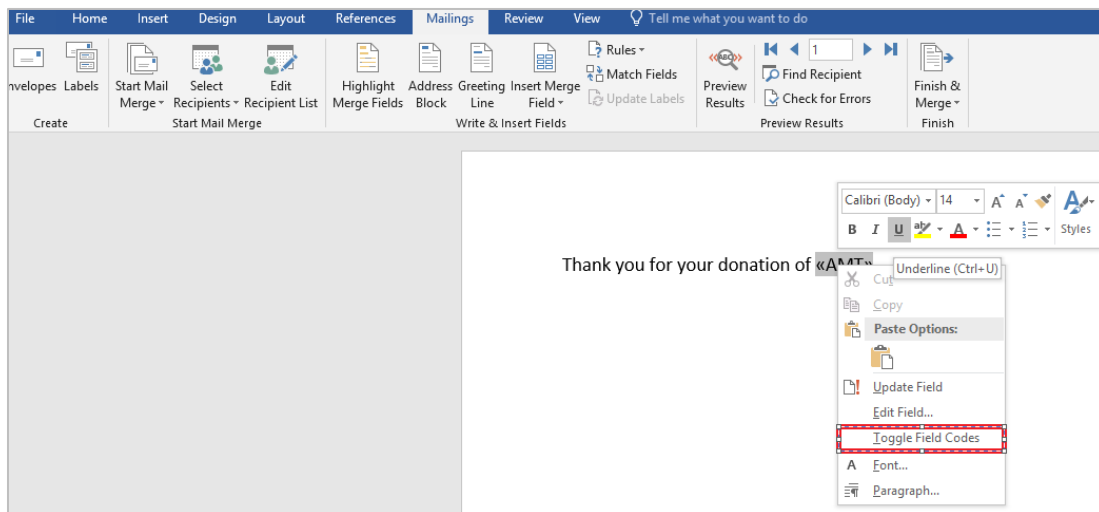 File Home Insert Design Layout References Mailings Review View Tell me what you want to do
nvelopes Labels
Create
Start Mail Merge
Select Recipients
Edit Recipient List
Start Mail Merge
Highlight Merge Fields
Address Block
Greeting Line
Insert Merge Field
Rules
Match Fields
Update Labels
Write & Insert Fields
«ABC»
Preview Results
1
Find Recipient
Check for Errors
Preview Results
Finish & Merge
Finish
Calibri (Body) 14 A A A
B I U aby A Styles
Thank you for your donation of «AMT»
Underline (Ctrl+U)
Cut
Copy
Paste Options:
Update Field
Edit Field...
Toggle Field Codes
A Font...
Paragraph...